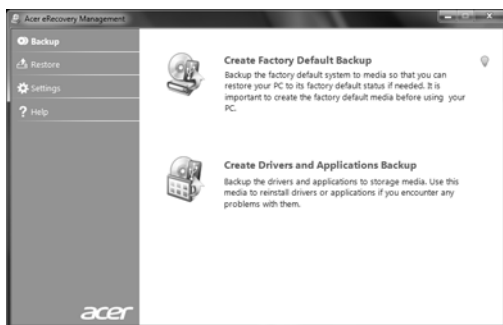 Acer eRecovery Management
Backup
Restore
Settings
Help
Create Factory Default Backup
Backup the factory default system to media so that you can
restore your PC to its factory default status if needed. It is
important to create the factory default media before using your
PC.
Create Drivers and Applications Backup
Backup the drivers and applications to storage media. Use this
media to reinstall drivers or applications if you encounter any
problems with them.
acer